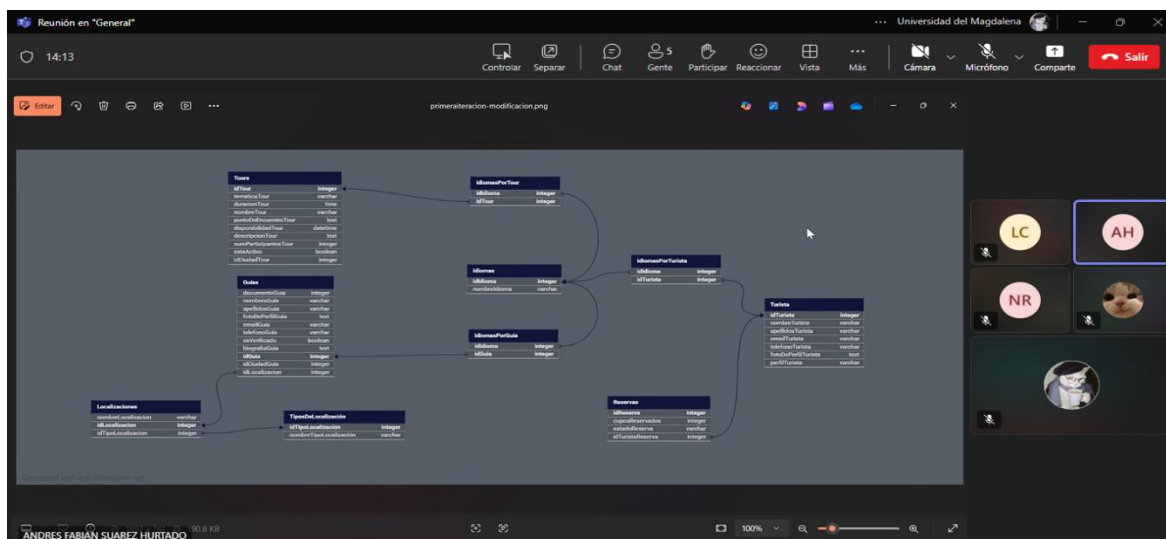 Reunión en "General"
··· Universidad del Magdalena
14:13
Controlar Separar Chat Gente 5 Participar Reaccionar Vista Más Cámara Micrófono Comparte Salir
Editar
primeraiteracion-modificacion.png
Tours
idTour integer
tematicaTour varchar
duracionTour time
nombreTour varchar
puntoDeEncuentroTour text
disponibilidadTour datetime
descripcionTour text
numParticipantesTour integer
estaActivo boolean
idCiudadTour integer
IdiomasPorTour
idIdioma integer
idTour integer
Idiomas
idIdioma integer
nombreIdioma varchar
IdiomasPorTurista
idIdioma integer
idTurista integer
Guias
documentoGuia integer
nombresGuia varchar
apellidosGuia varchar
fotoDePerfilGuia text
emailGuia varchar
telefonoGuia varchar
esVerificado boolean
biografiaGuia text
idGuia integer
idCiudadGuia integer
idLocalizacion integer
IdiomasPorGuia
idIdioma integer
idGuia integer
Turista
idTurista integer
nombreTurista varchar
apellidosTurista varchar
emailTurista varchar
telefonoTurista varchar
fotoDePerfilTurista text
perfilTurista varchar
Localizaciones
nombreLocalizacion varchar
idLocalizacion integer
idTipoLocalizacion integer
TiposDeLocalización
idTipoLocalización integer
nombreTipoLocalización varchar
Reservas
idReserva integer
cuposReservados integer
estadoReserva varchar
idTuristaReserva integer
LC
AH
NR
90.8 KB
100%
ANDRES FABIAN SUAREZ HURTADO